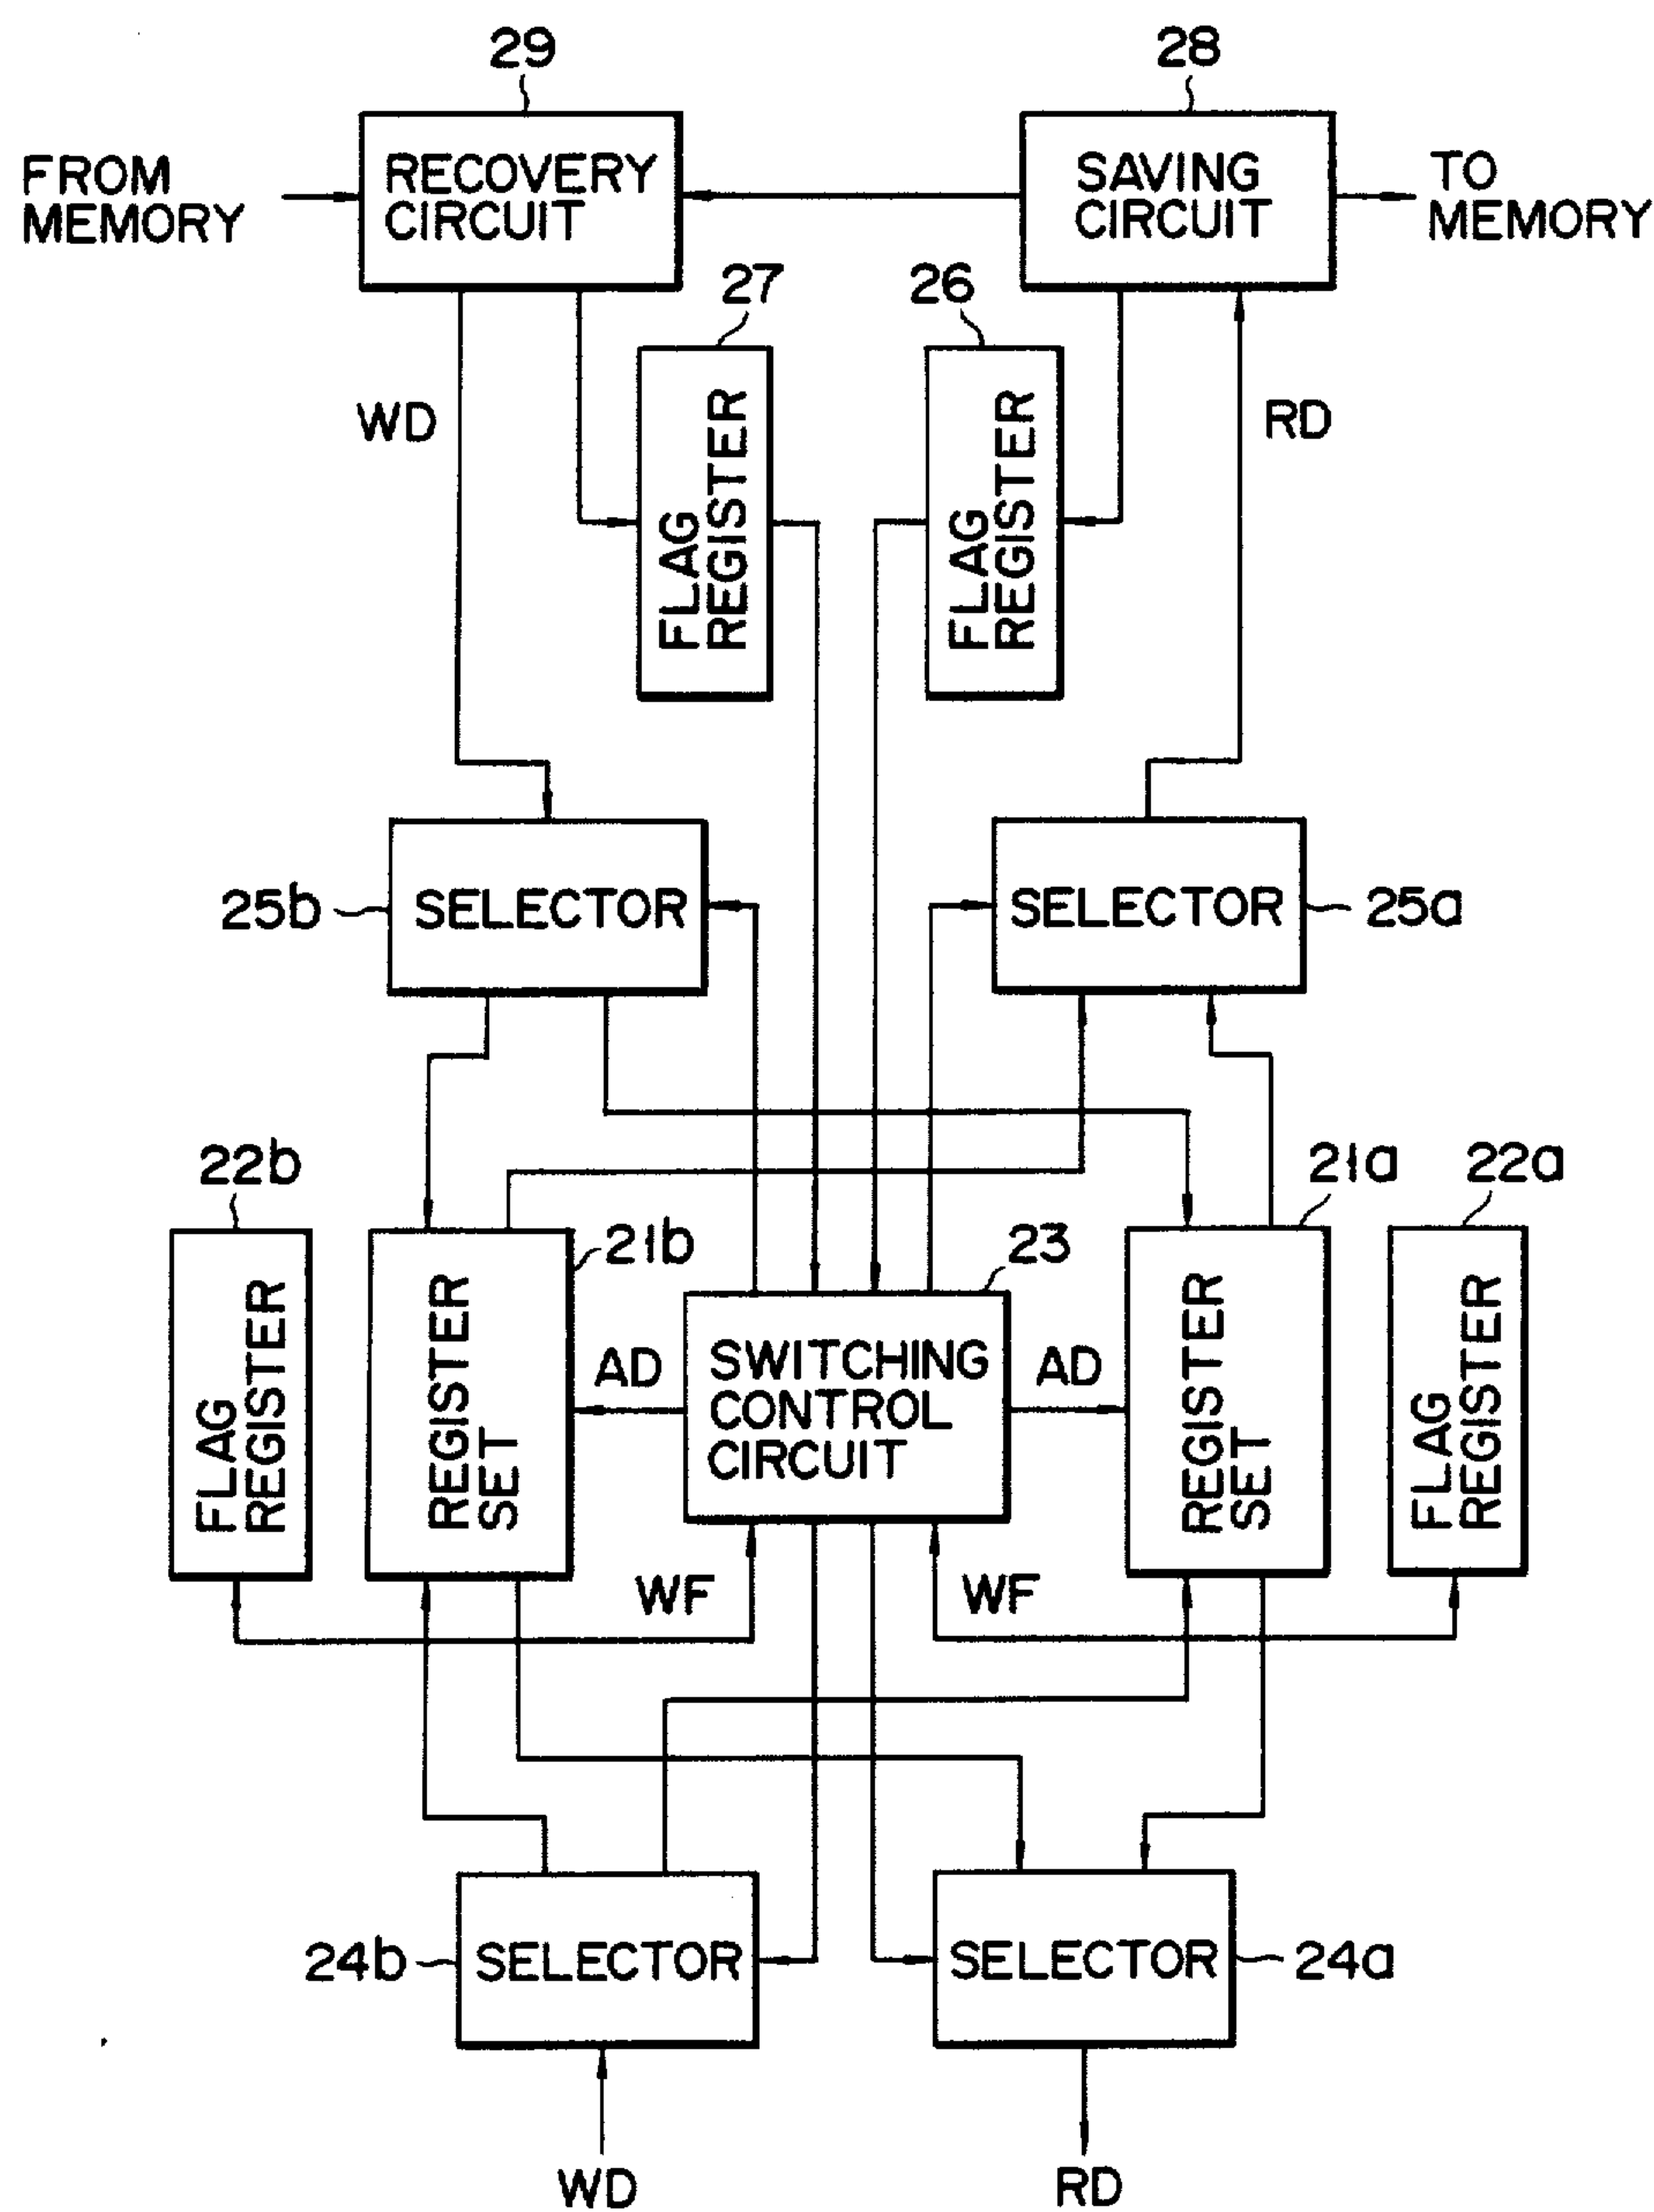 29
28
FROM
MEMORY
RECOVERY
CIRCUIT
SAVING
CIRCUIT
TO
MEMORY
27
26
WD
FLAG
REGISTER
FLAG
REGISTER
RD
25b
SELECTOR
SELECTOR
25a
22b
21b
23
21a
22a
FLAG
REGISTER
REGISTER
SET
AD
SWITCHING
CONTROL
CIRCUIT
AD
REGISTER
SET
FLAG
REGISTER
WF
WF
24b
SELECTOR
SELECTOR
24a
WD
RD